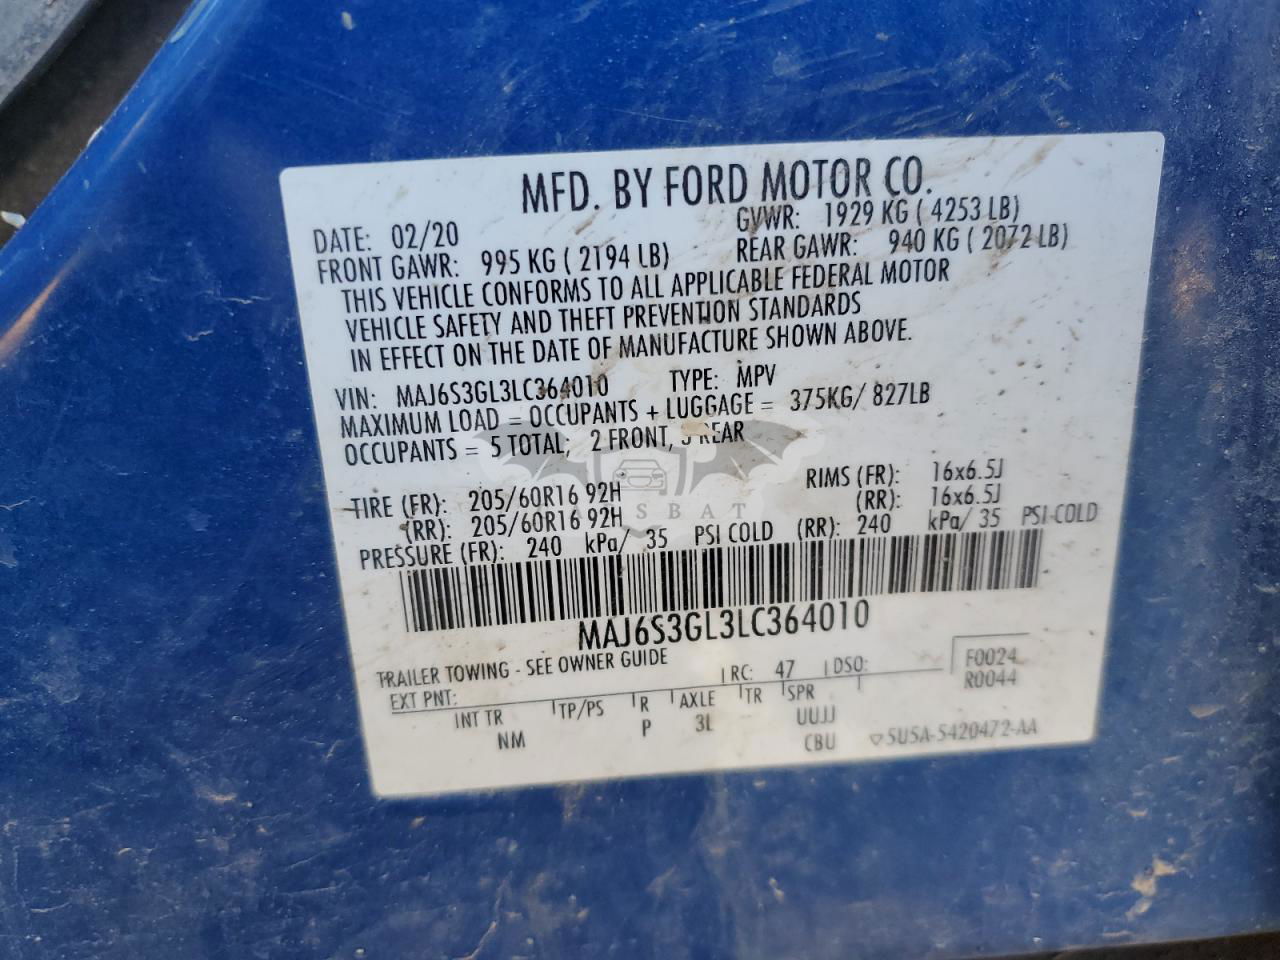 MFD. BY FORD MOTOR CO.
DATE: 02/20 GVWR: 1929 KG ( 4253 LB)
FRONT GAWR: 995 KG ( 2194 LB) REAR GAWR: 940 KG ( 2072 LB)
THIS VEHICLE CONFORMS TO ALL APPLICABLE FEDERAL MOTOR
VEHICLE SAFETY AND THEFT PREVENTION STANDARDS
IN EFFECT ON THE DATE OF MANUFACTURE SHOWN ABOVE.
VIN: MAJ6S3GL3LC364010 TYPE: MPV
MAXIMUM LOAD = OCCUPANTS + LUGGAGE = 375KG/ 827LB
OCCUPANTS = 5 TOTAL; 2 FRONT, 3 REAR
TIRE (FR): 205/60R16 92H RIMS (FR): 16x6.5J
(RR): 205/60R16 92H (RR): 16x6.5J
PRESSURE (FR): 240 kPa/ 35 PSI COLD (RR): 240 kPa/ 35 PSI COLD
MAJ6S3GL3LC364010
TRAILER TOWING - SEE OWNER GUIDE
EXT PNT: RC: 47 DSO: F0024
R0044
INT TR TP/PS R AXLE TR SPR
NM P 3L UUJJ
CBU ▽5U5A-5420472-AA